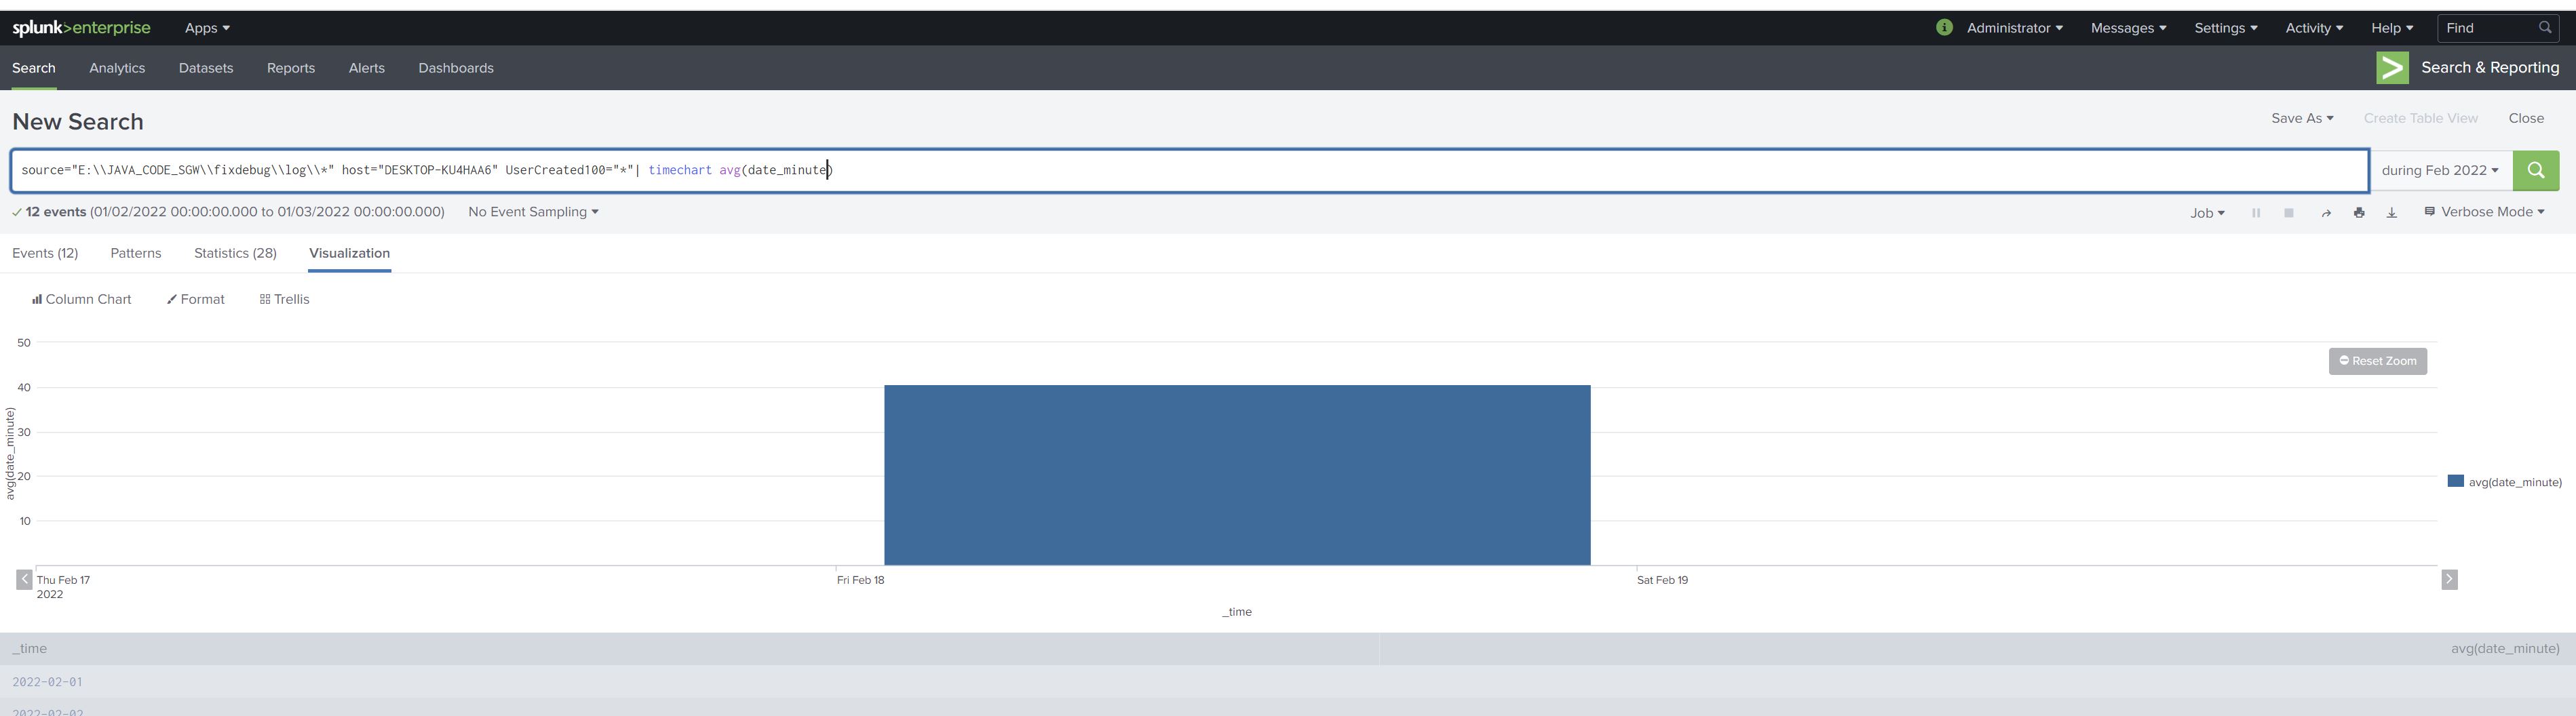 splunk>enterprise Apps Administrator Messages Settings Activity Help Find
Search Analytics Datasets Reports Alerts Dashboards Search & Reporting
New Search Save As Create Table View Close
source="E:\\JAVA_CODE_SGW\\fixdebug\\log\\*" host="DESKTOP-KU4HAA6" UserCreated100="*"| timechart avg(date_minute) during Feb 2022
12 events (01/02/2022 00:00:00.000 to 01/03/2022 00:00:00.000) No Event Sampling Job Verbose Mode
Events (12) Patterns Statistics (28) Visualization
Column Chart Format Trellis
50
Reset Zoom
40
30
20
10
avg(date_minute)
avg(date_minute)
Thu Feb 17 Fri Feb 18 Sat Feb 19
2022
_time
_time avg(date_minute)
2022-02-01
2022-02-02